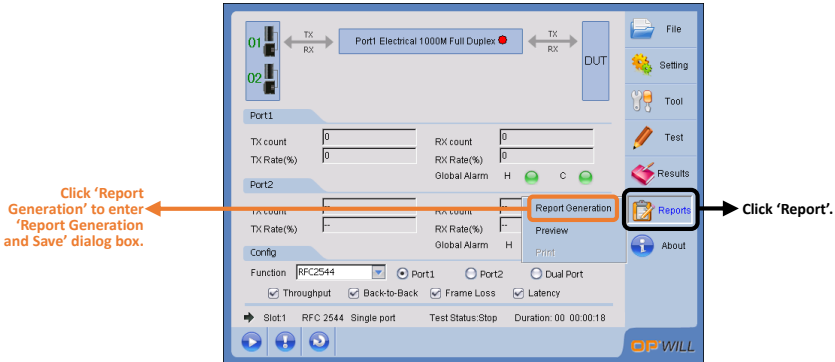 01
TX
RX
Port1 Electrical 1000M Full Duplex
TX
RX
DUT
02
File
Setting
Tool
Test
Results
Reports
About
Port1
TX count 0 RX count 0
TX Rate(%) 0 RX Rate(%) 0
Global Alarm H C
Port2
TX count -- RX count --
TX Rate(%) -- RX Rate(%) --
Global Alarm H
Report Generation
Preview
Print
Config
Function RFC2544 Port1 Port2 Dual Port
Throughput Back-to-Back Frame Loss Latency
Slot:1 RFC 2544 Single port Test Status:Stop Duration: 00 00:00:18
OPWILL
Click 'Report
Generation' to enter
'Report Generation
and Save' dialog box.
Click 'Report'.